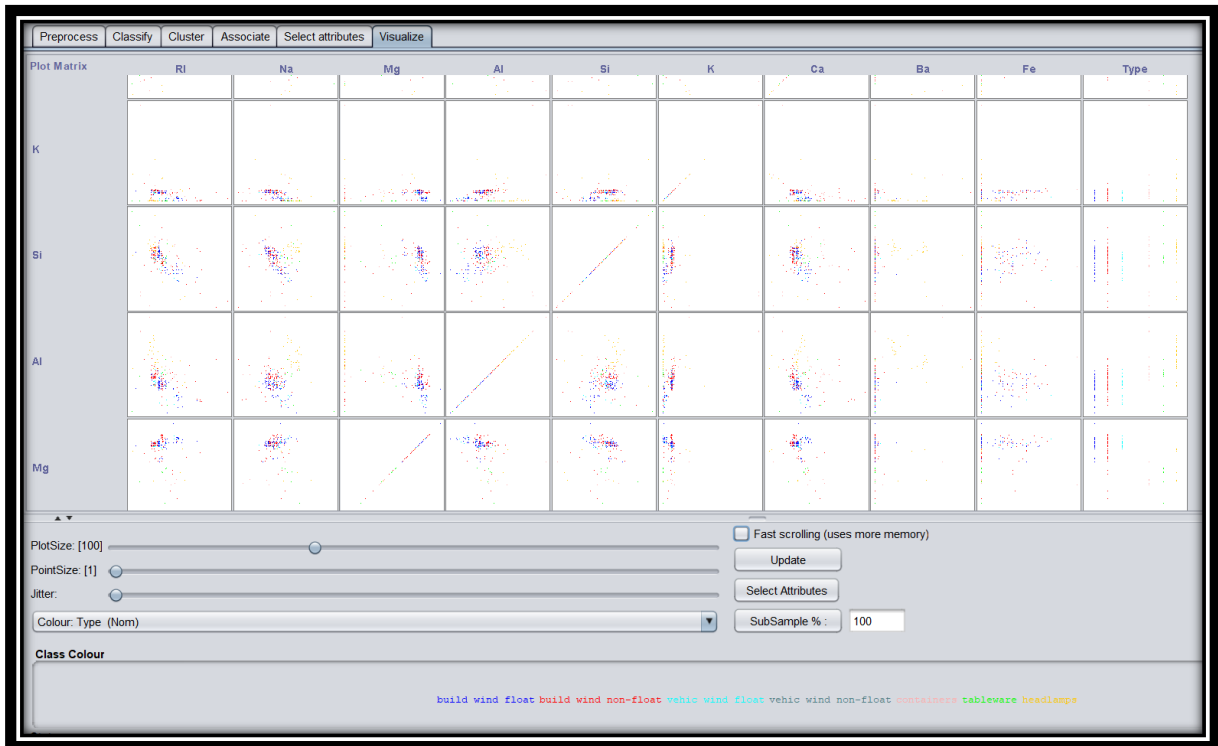 Preprocess Classify Cluster Associate Select attributes Visualize
Plot Matrix RI Na Mg Al Si K Ca Ba Fe Type
K
Si
Al
Mg
PlotSize: [100]
Fast scrolling (uses more memory)
Update
PointSize: [1]
Jitter:
Select Attributes
Colour: Type (Nom)
SubSample % : 100
Class Colour
build wind float build wind non-float vehic wind float vehic wind non-float containers tableware headlamps